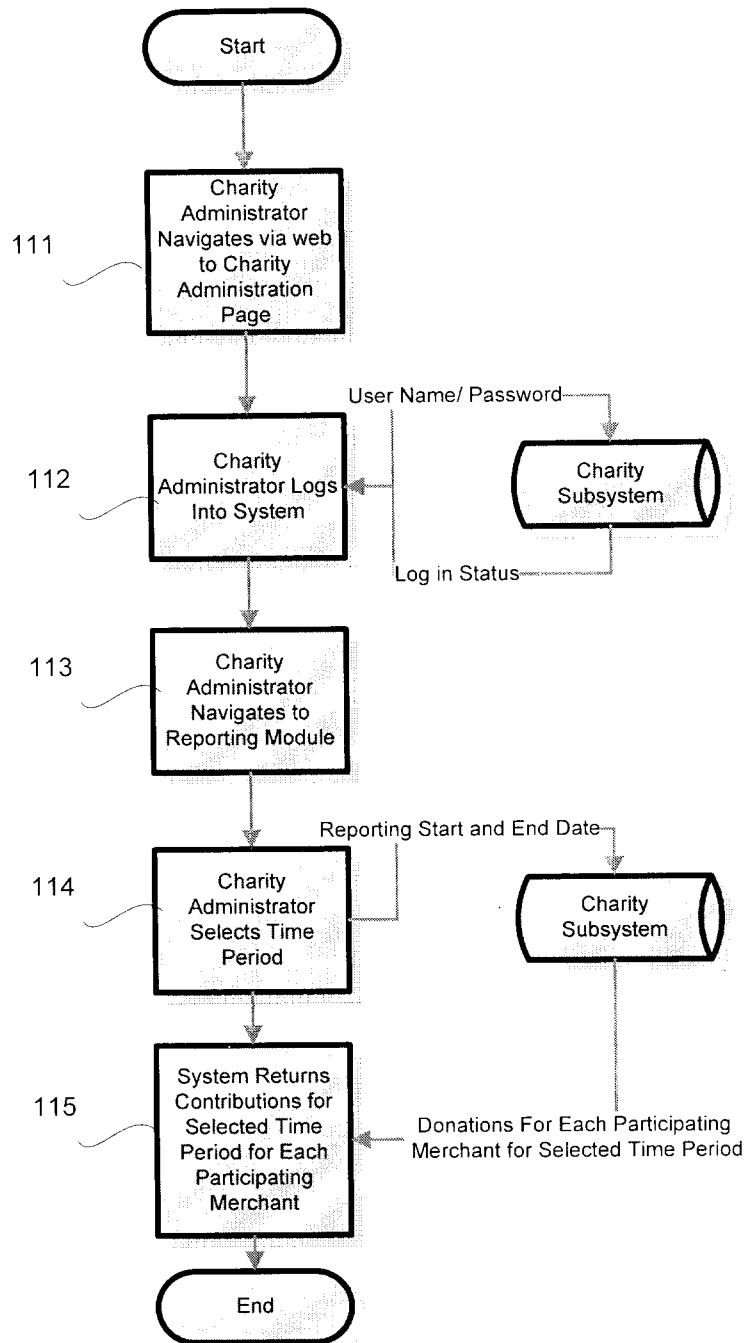 Start
111
Charity
Administrator
Navigates via web
to Charity
Administration
Page
User Name/ Password
112
Charity
Administrator Logs
Into System
Charity
Subsystem
Log in Status
113
Charity
Administrator
Navigates to
Reporting Module
Reporting Start and End Date
114
Charity
Administrator
Selects Time
Period
Charity
Subsystem
115
System Returns
Contributions for
Selected Time
Period for Each
Participating
Merchant
Donations For Each Participating
Merchant for Selected Time Period
End